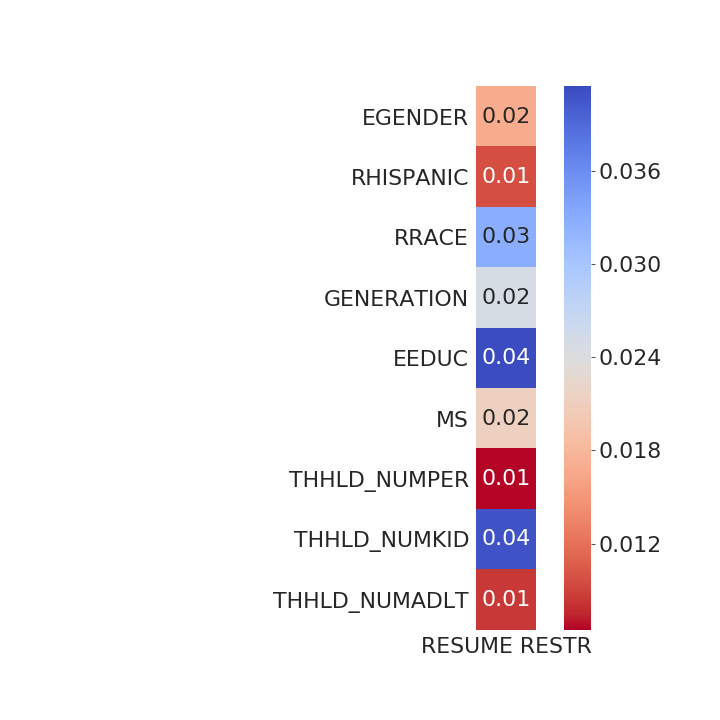 EGENDER 0.02
RHISPANIC 0.01
0.036
RRACE 0.03
0.030
GENERATION 0.02
EEDUC 0.04
0.024
MS 0.02
0.018
THHLD_NUMPER 0.01
THHLD_NUMKID 0.04
0.012
THHLD_NUMADLT 0.01
RESUME RESTR